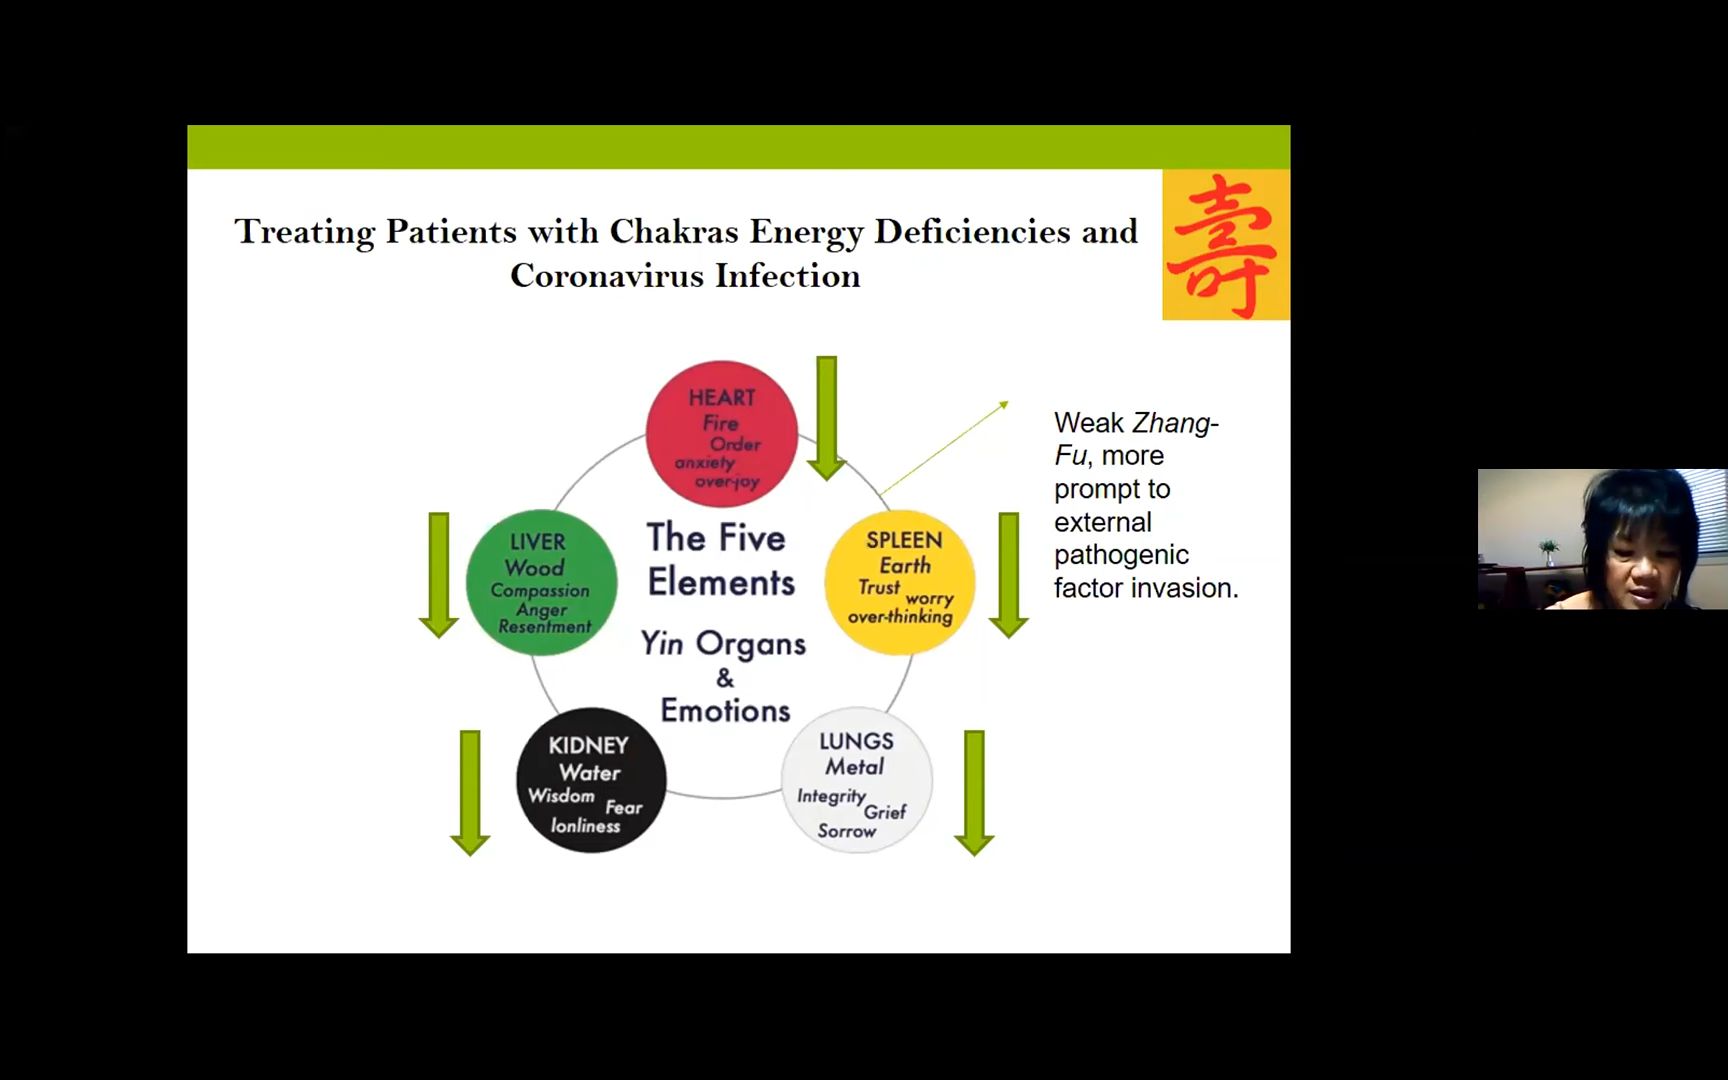 Treating Patients with Chakras Energy Deficiencies and
Coronavirus Infection
壽
HEART
Fire
Order
anxiety
over-joy
Weak Zhang-
Fu, more
prompt to
external
pathogenic
factor invasion.
The Five
Elements
Yin Organs
&
Emotions
LIVER
Wood
Compassion
Anger
Resentment
SPLEEN
Earth
Trust
worry
over-thinking
KIDNEY
Water
Wisdom
Fear
lonliness
LUNGS
Metal
Integrity
Grief
Sorrow